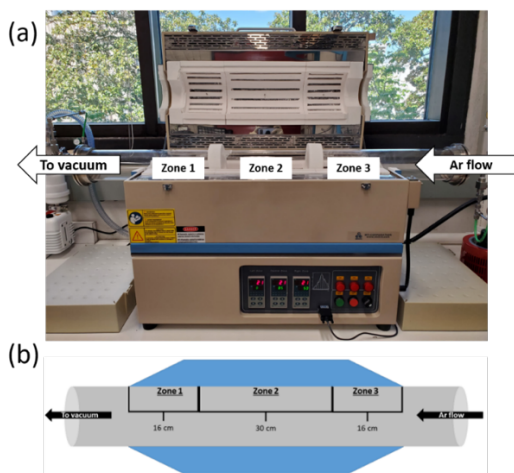 (a)
To vacuum
Zone 1
Zone 2
Zone 3
Ar flow
(b)
Zone 1
Zone 2
Zone 3
To vacuum
16 cm
30 cm
16 cm
Ar flow